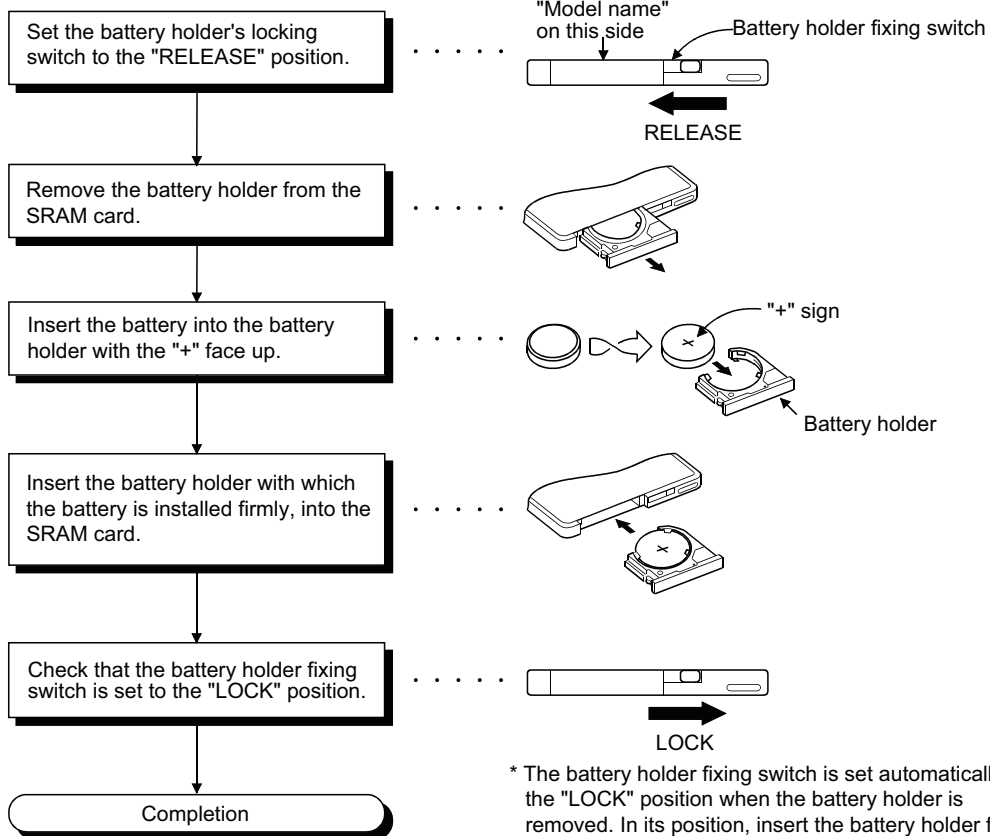 Set the battery holder's locking
switch to the "RELEASE" position.
"Model name"
on this side
Battery holder fixing switch
RELEASE
Remove the battery holder from the
SRAM card.
Insert the battery into the battery
holder with the "+" face up.
"+" sign
+
Battery holder
Insert the battery holder with which
the battery is installed firmly, into the
SRAM card.
+
Check that the battery holder fixing
switch is set to the "LOCK" position.
LOCK
Completion
* The battery holder fixing switch is set
the "LOCK" position when the battery holder is
removed. In its position, insert the battery holder